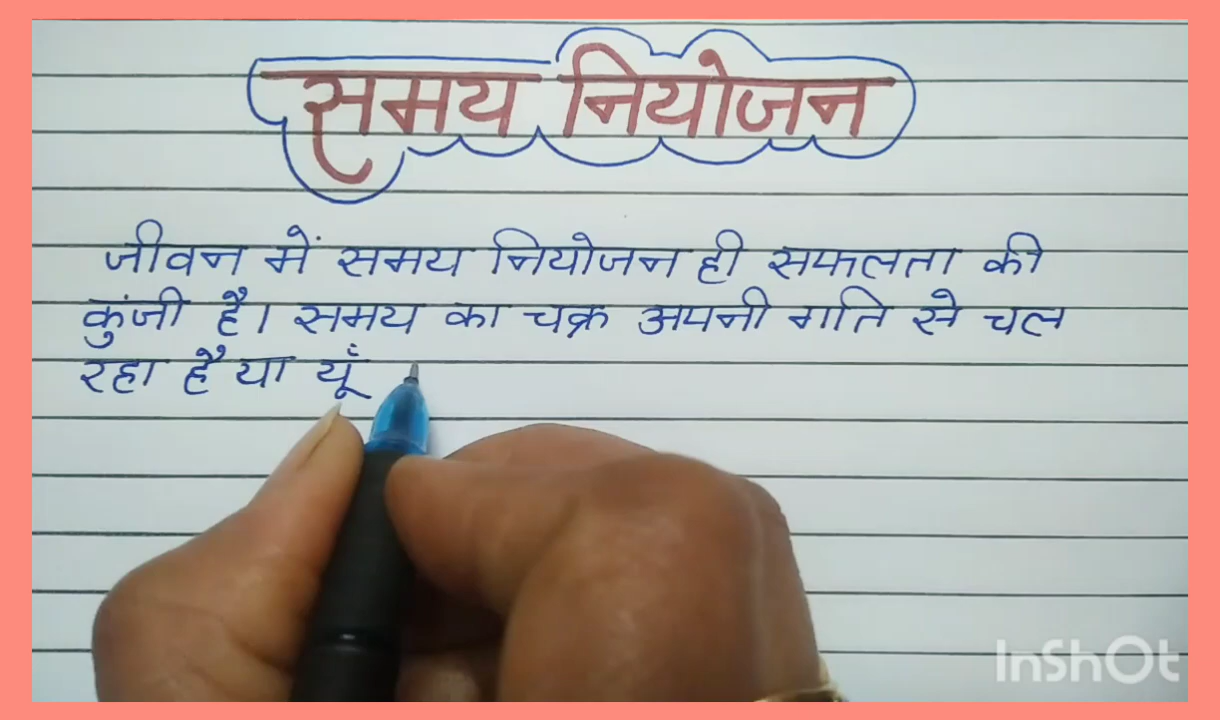 समय नियोजन
जीवन में समय नियोजन ही सफलता की
कुंजी है। समय का चक्र अपनी गति से चल
रहा है या यूँ
InShOt